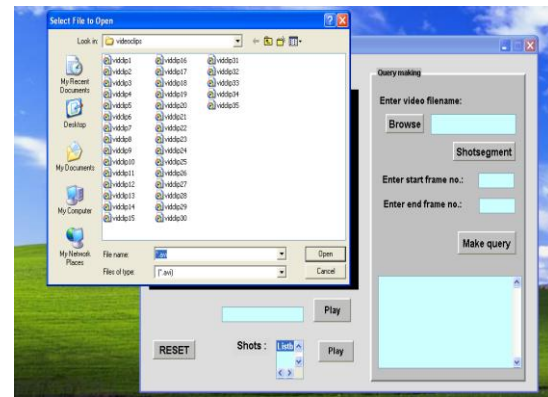 Select File to Open
Look in: videoclips
My Recent Documents
Desktop
My Documents
My Computer
My Network Places
vidclip1
vidclip2
vidclip3
vidclip4
vidclip5
vidclip6
vidclip7
vidclip8
vidclip9
vidclip10
vidclip11
vidclip12
vidclip13
vidclip14
vidclip15
vidclip16
vidclip17
vidclip18
vidclip19
vidclip20
vidclip21
vidclip22
vidclip23
vidclip24
vidclip25
vidclip26
vidclip27
vidclip28
vidclip29
vidclip30
vidclip31
vidclip32
vidclip33
vidclip34
vidclip35
File name: *.avi
Open
Files of type: (*.avi)
Cancel
Query making
Enter video filename:
Browse
Shotsegment
Enter start frame no.:
Enter end frame no.:
Make query
Play
RESET
Shots :
Listb
Play